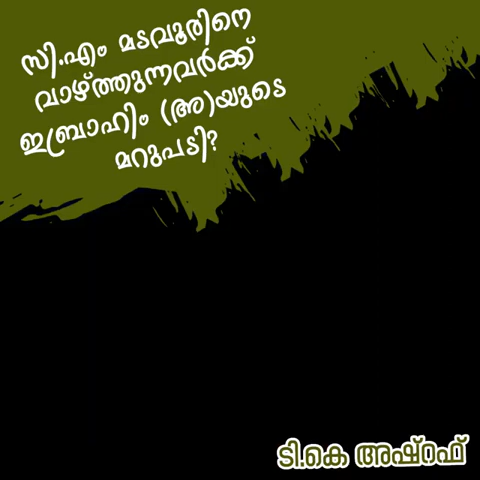 സി.എം മടവൂരിനെ
വാഴ്ത്തുന്നവർക്ക്
ഇബ്രാഹിം (അ)യുടെ
മറുപടി?
ടി.കെ അഷ്റഫ്